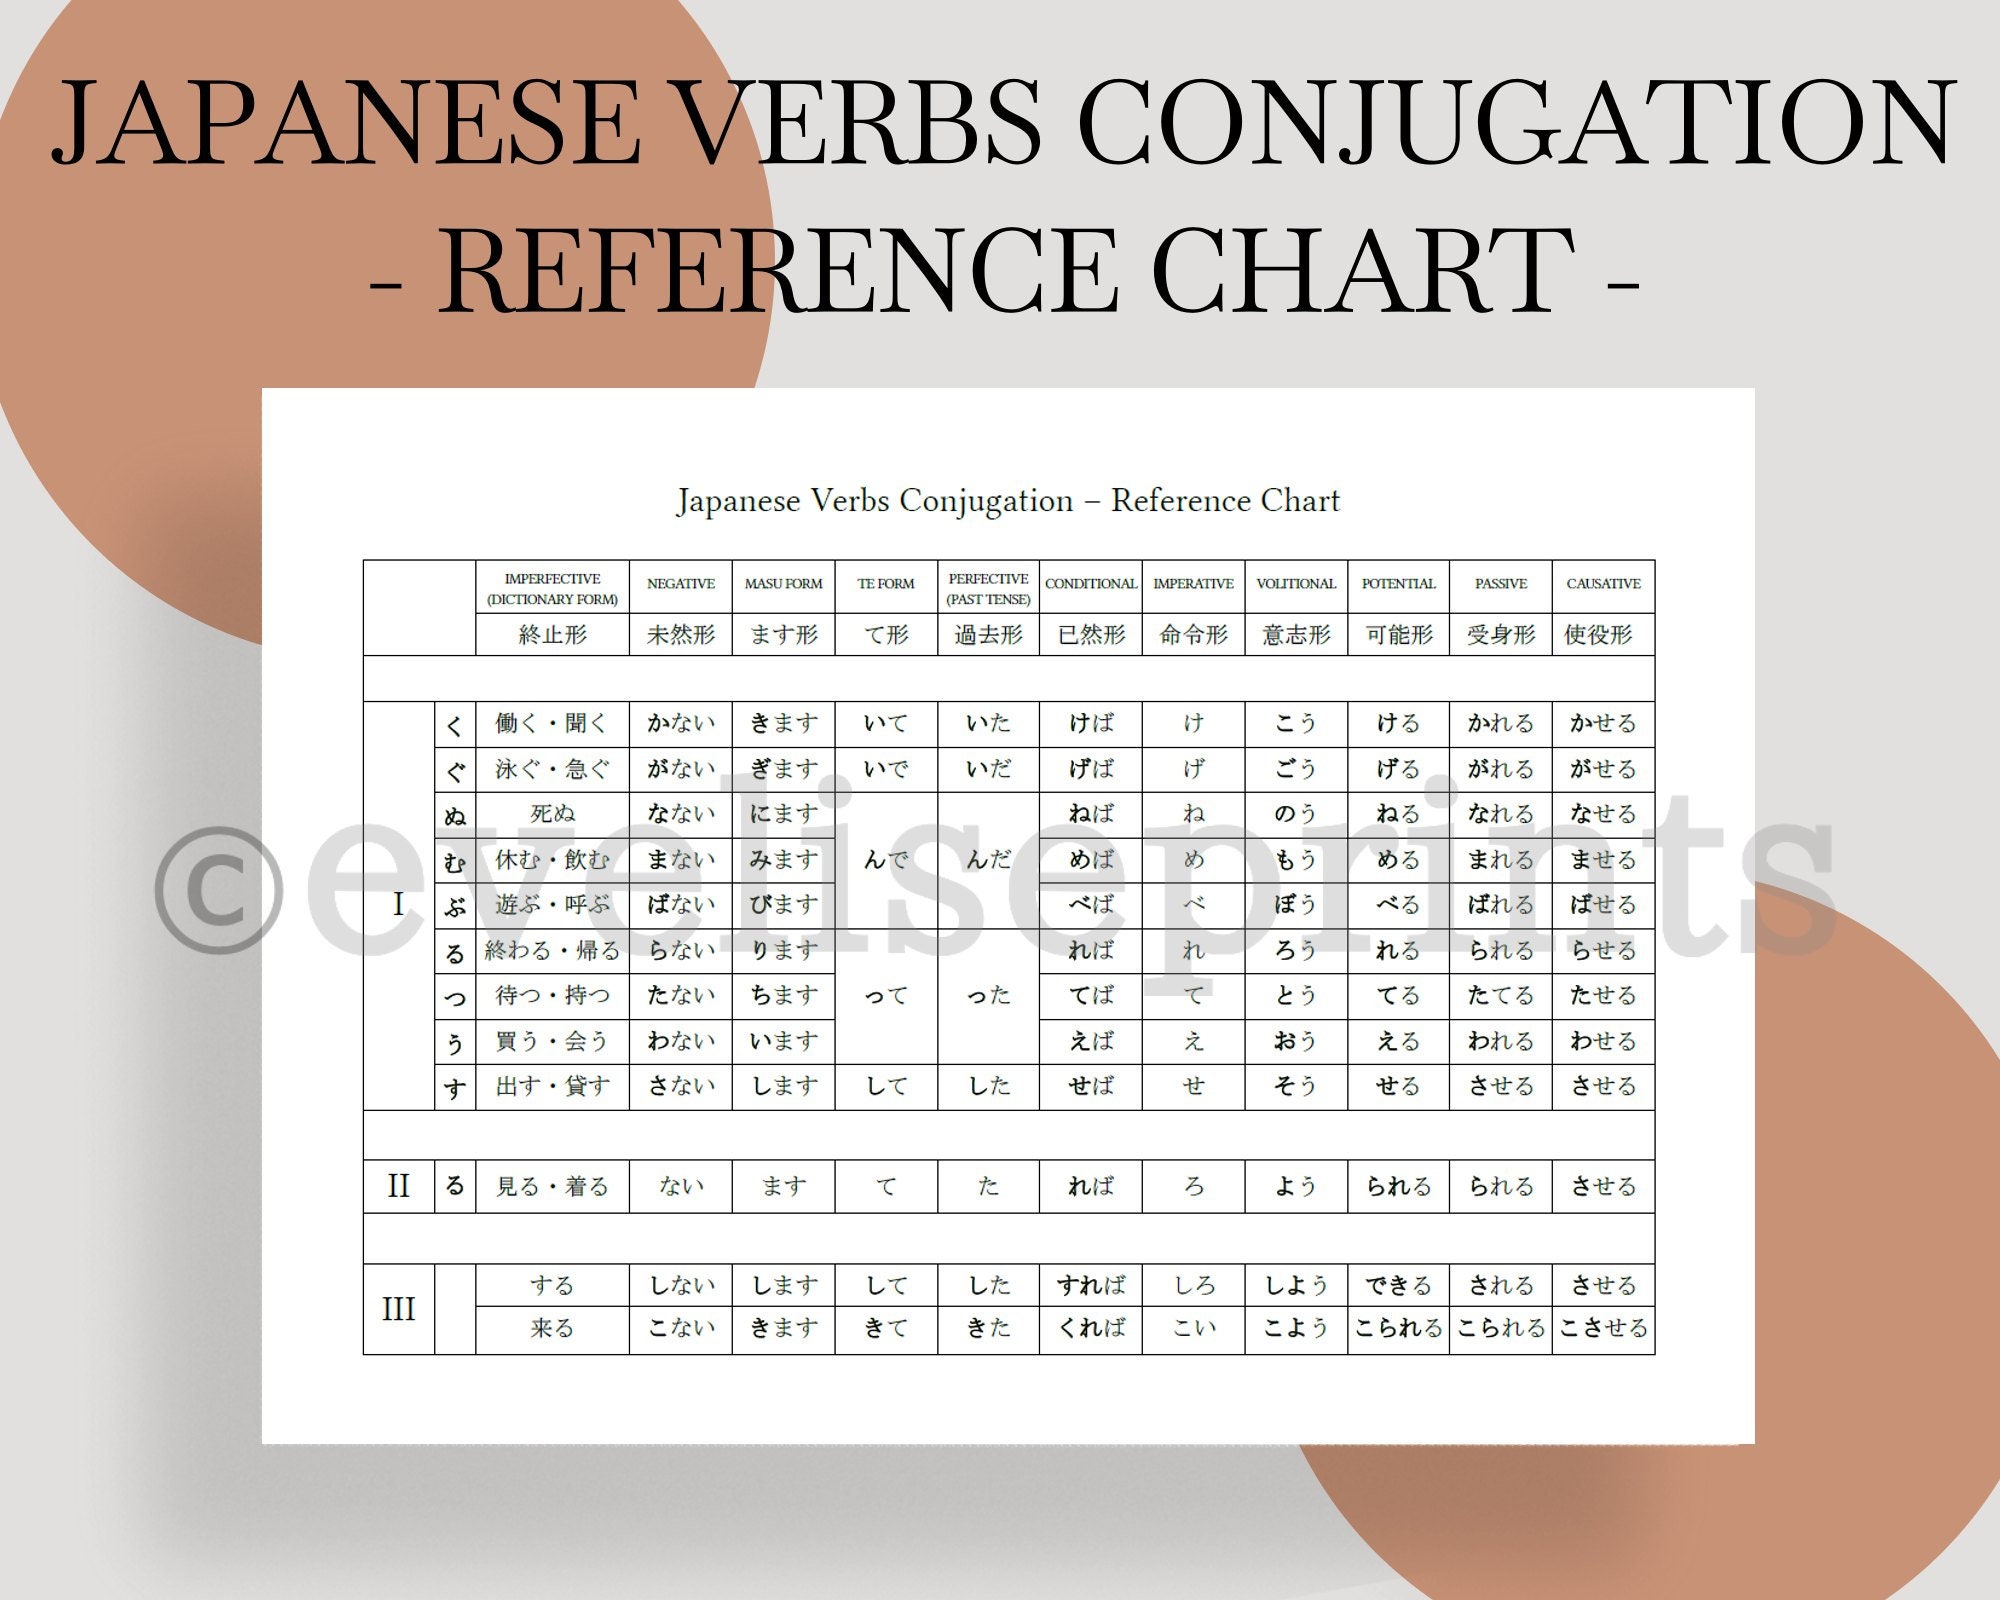 JAPANESE VERBS CONJUGATION
- REFERENCE CHART -
Japanese Verbs Conjugation – Reference Chart
IMPERFECTIVE (DICTIONARY FORM) NEGATIVE MASU FORM TE FORM PERFECTIVE (PAST TENSE) CONDITIONAL IMPERATIVE VOLITIONAL POTENTIAL PASSIVE CAUSATIVE
終止形 未然形 ます形 て形 過去形 已然形 命令形 意志形 可能形 受身形 使役形
I
く 働く・聞く かない きます いて いた けば け こう ける かれる かせる
ぐ 泳ぐ・急ぐ がない ぎます いで いだ げば げ ごう げる がれる がせる
ぬ 死ぬ なない にます ねば ね のう ねる なれる なせる
む 休む・飲む まない みます んで んだ めば め もう める まれる ませる
ぶ 遊ぶ・呼ぶ ばない びます べば べ ぼう べる ばれる ばせる
る 終わる・帰る らない ります れば れ ろう れる られる らせる
つ 待つ・持つ たない ちます って った てば て とう てる たてる たせる
う 買う・会う わない います えば え おう える われる わせる
す 出す・貸す さない します して した せば せ そう せる させる させる
II る 見る・着る ない ます て た れば ろ よう られる られる させる
III
する しない します して した すれば しろ しよう できる される させる
来る こない きます きて きた くれば こい こよう こられる こられる こさせる
©eveliseprints